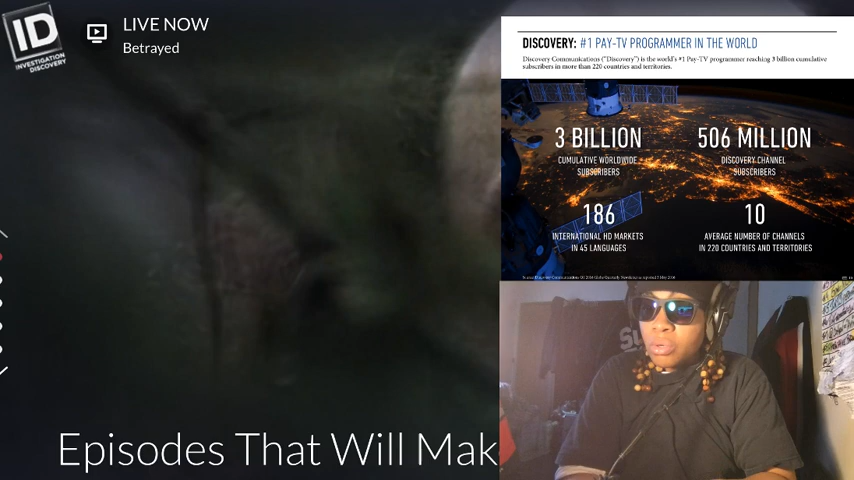 ID
INVESTIGATION
DISCOVERY
LIVE NOW
Betrayed
Episodes That Will Mak
DISCOVERY: #1 PAY-TV PROGRAMMER IN THE WORLD
Discovery Communications ("Discovery") is the world's #1 Pay-TV programmer reaching 3 billion cumulative
subscribers in more than 220 countries and territories.
3 BILLION
CUMULATIVE WORLDWIDE
SUBSCRIBERS
506 MILLION
DISCOVERY CHANNEL
SUBSCRIBERS
186
INTERNATIONAL HD MARKETS
IN 45 LANGUAGES
10
AVERAGE NUMBER OF CHANNELS
IN 220 COUNTRIES AND TERRITORIES